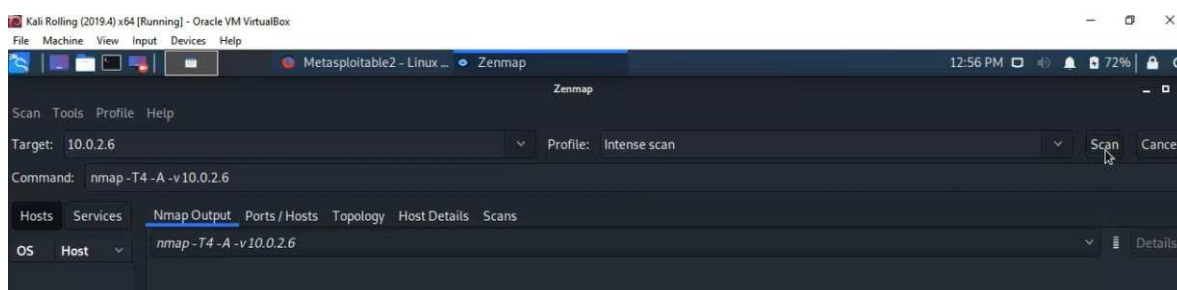 Kali Rolling (2019.4) x64 [Running] - Oracle VM VirtualBox
File Machine View Input Devices Help
Metasploitable2 - Linux ... Zenmap 12:56 PM 72%
Zenmap
Scan Tools Profile Help
Target: 10.0.2.6 Profile: Intense scan Scan Cance
Command: nmap -T4 -A -v 10.0.2.6
Hosts Services Nmap Output Ports / Hosts Topology Host Details Scans
OS Host nmap -T4 -A -v 10.0.2.6 Details